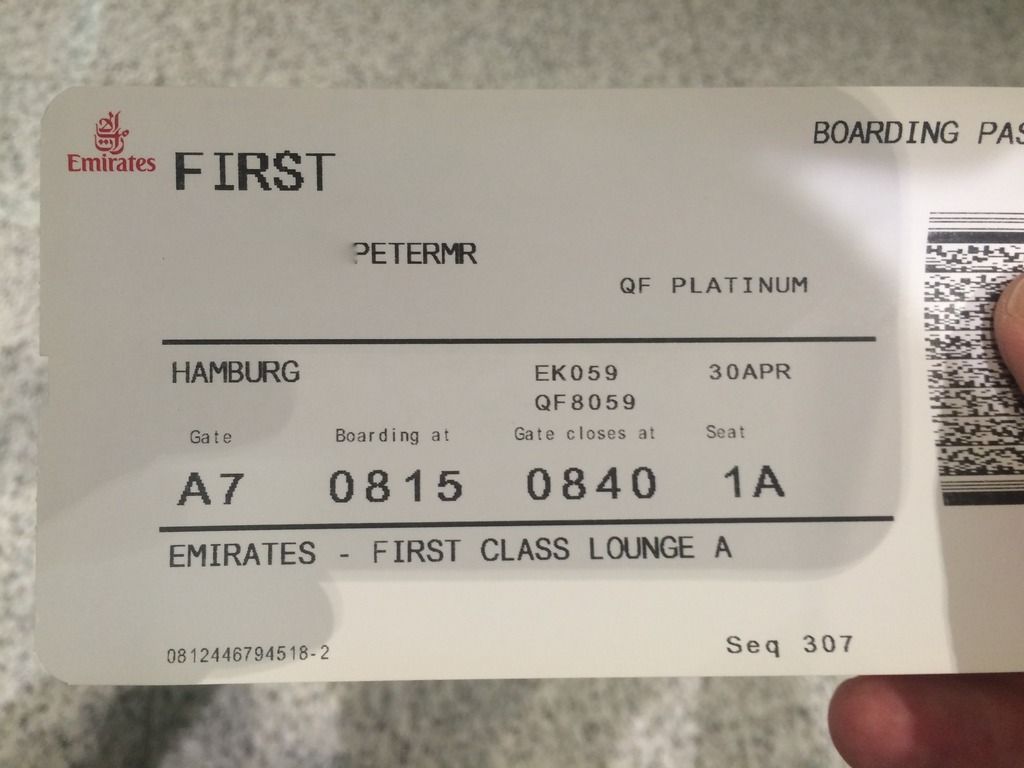 Emirates FIRST
BOARDING PAS
PETERMR
QF PLATINUM
HAMBURG EK059 30APR
QF8059
Gate Boarding at Gate closes at Seat
A7 0815 0840 1A
EMIRATES - FIRST CLASS LOUNGE A
0812446794518-2 Seq 307